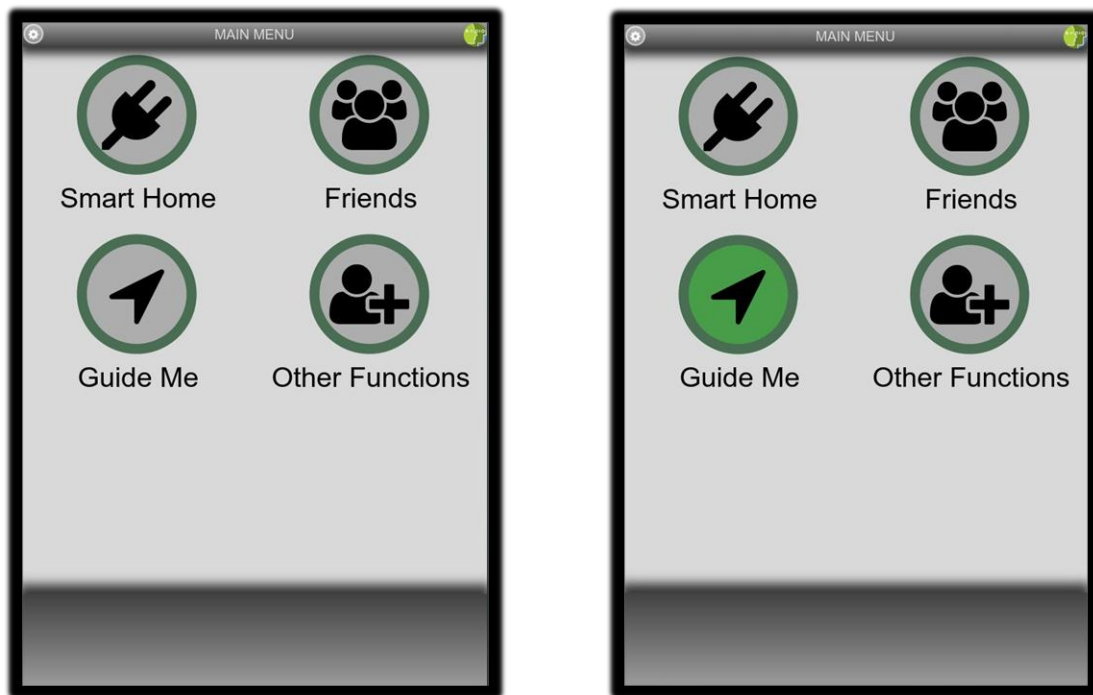 MAIN MENU
Smart Home
Friends
Guide Me
Other Functions
MAIN MENU
Smart Home
Friends
Guide Me
Other Functions